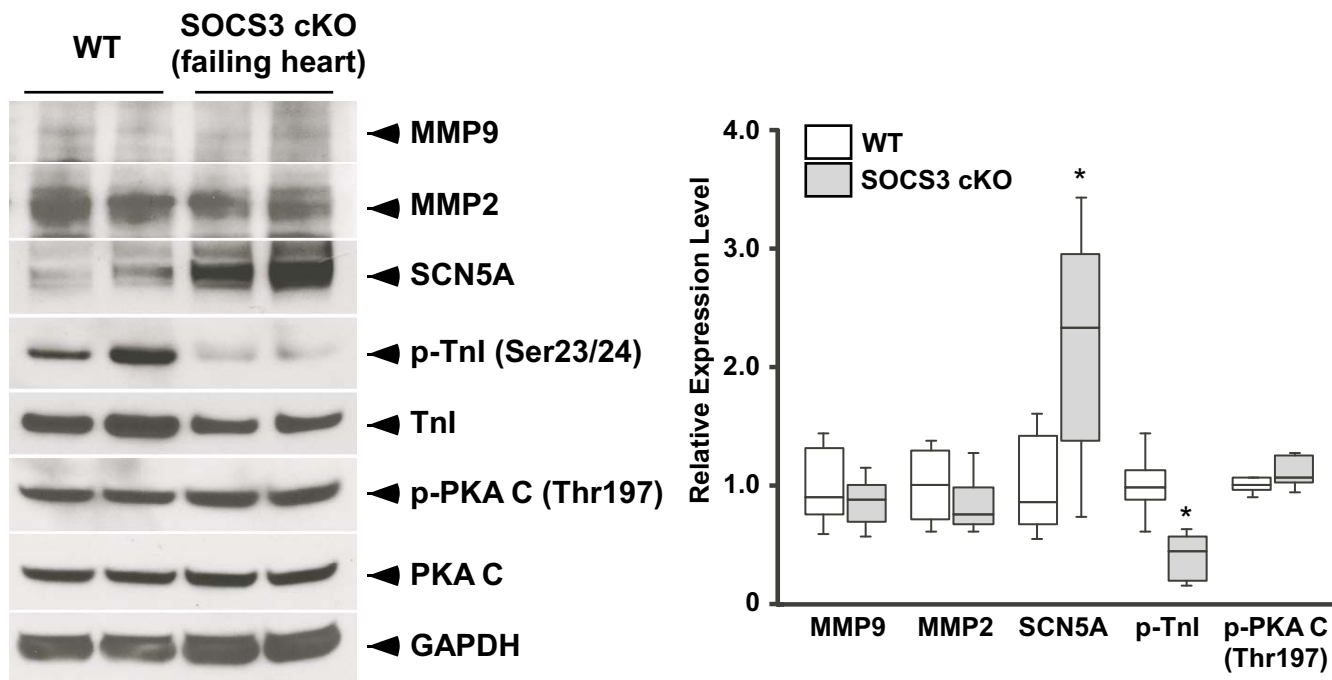 WT
SOCS3 cKO
(failing heart)
MMP9
MMP2
SCN5A
p-TnI (Ser23/24)
TnI
p-PKA C (Thr197)
PKA C
GAPDH
Relative Expression Level
4.0
3.0
2.0
1.0
0
WT
SOCS3 cKO
*
*
MMP9 MMP2 SCN5A p-TnI p-PKA C
(Thr197)